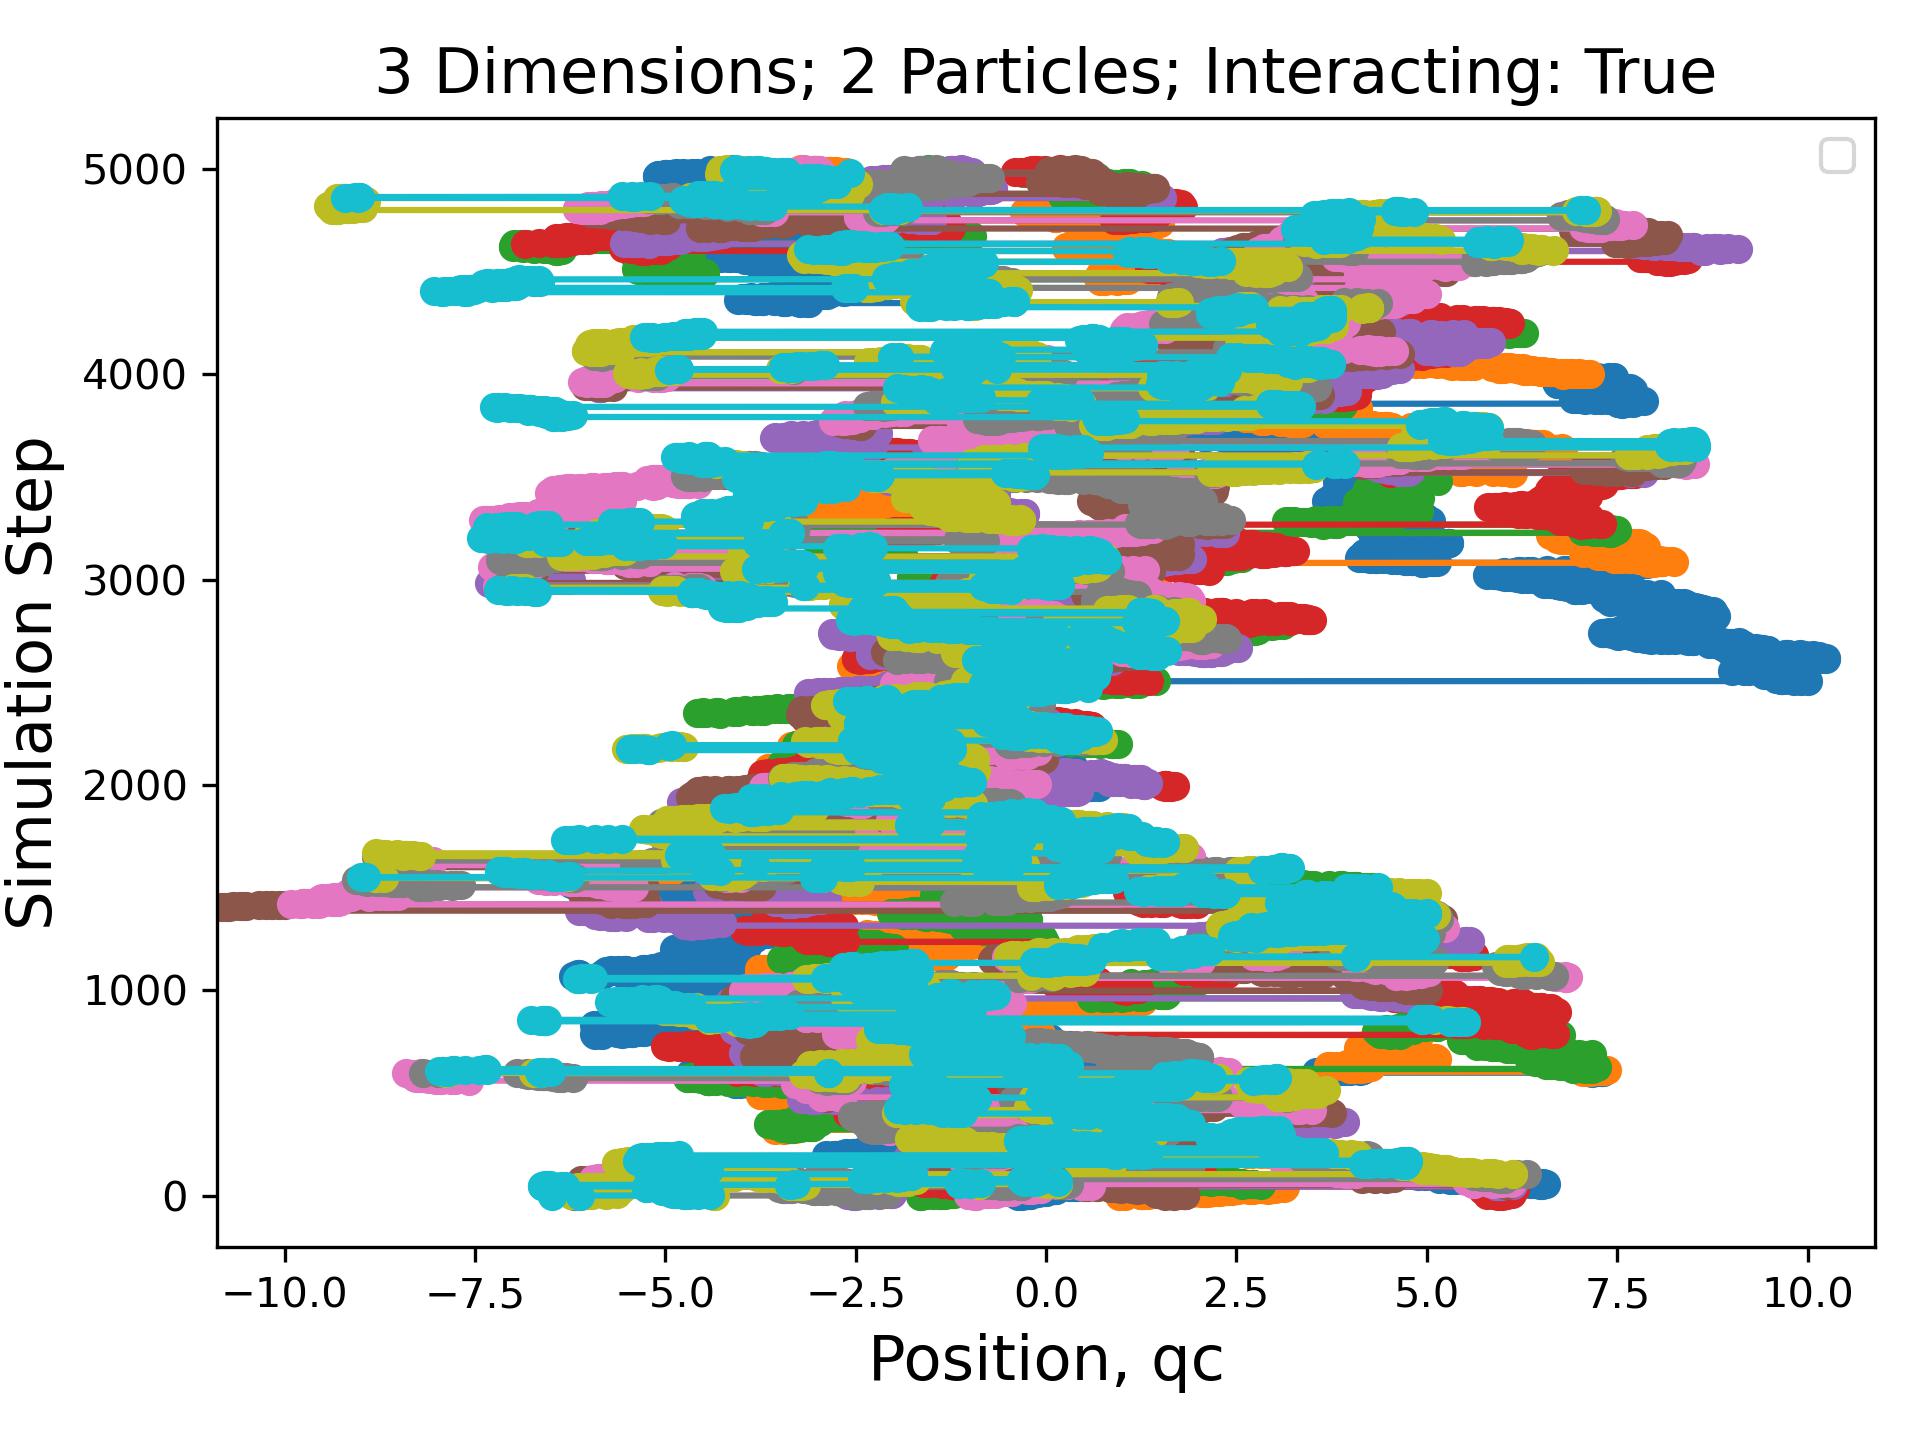 3 Dimensions; 2 Particles; Interacting: True
5000
4000
3000
2000
1000
0
Simulation Step
−10.0 −7.5 −5.0 −2.5 0.0 2.5 5.0 7.5 10.0
Position, qc